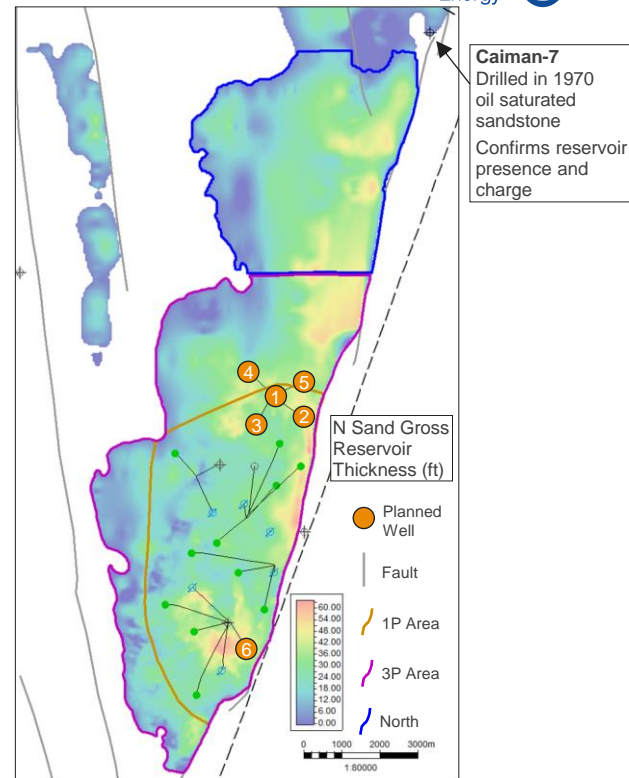 Energy
Caiman-7
Drilled in 1970
oil saturated
sandstone
Confirms reservoir
presence and
charge
4
5
1
2
3
6
N Sand Gross
Reservoir
Thickness (ft)
Planned
Well
Fault
1P Area
3P Area
North
60.00
54.00
48.00
42.00
36.00
30.00
24.00
18.00
12.00
6.00
0.00
0 1000 2000 3000m
1:60000